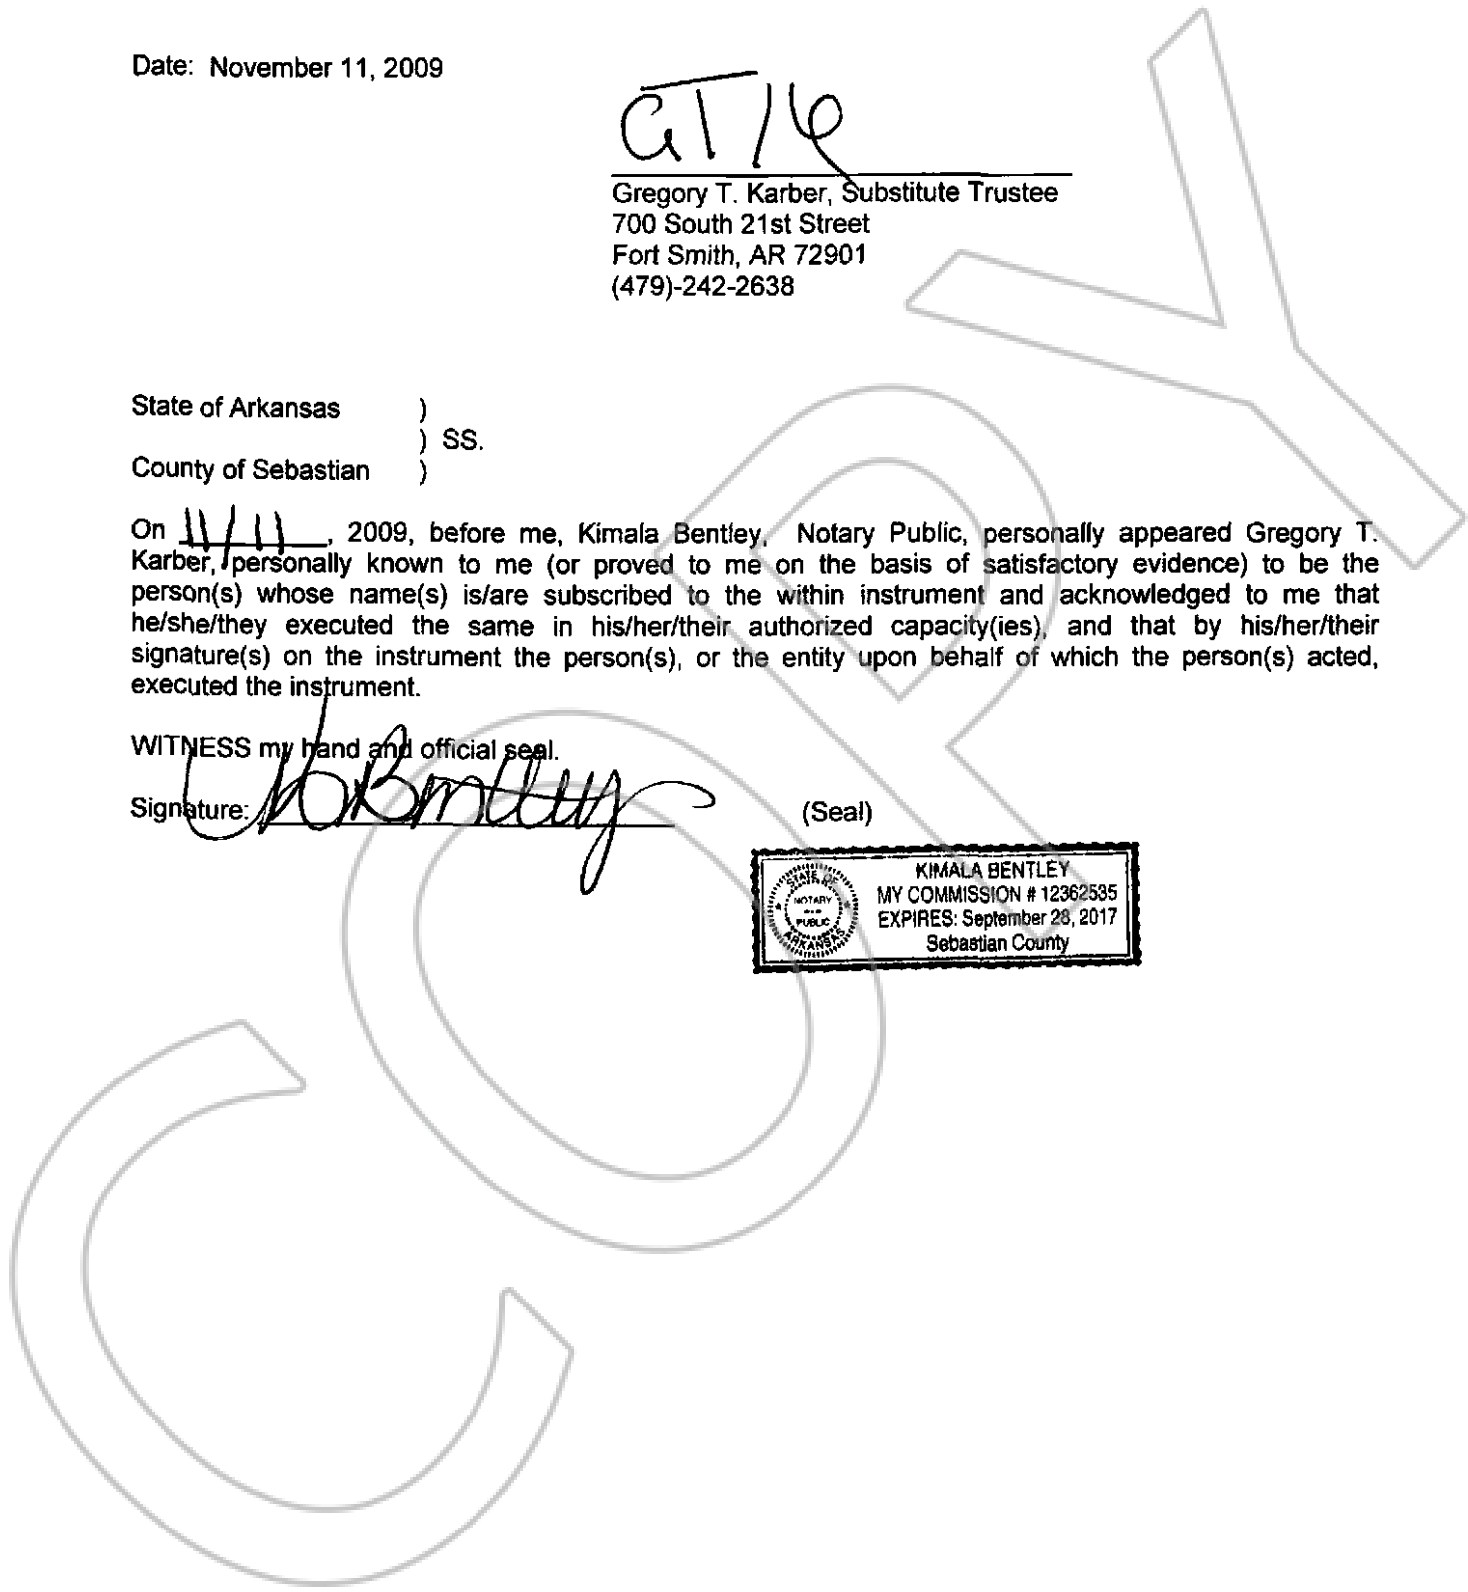 Date: November 11, 2009
GTK
Gregory T. Karber, Substitute Trustee
700 South 21st Street
Fort Smith, AR 72901
(479)-242-2638
State of Arkansas )
) SS.
County of Sebastian )
On 11/11, 2009, before me, Kimala Bentley, Notary Public, personally appeared Gregory T.
Karber, personally known to me (or proved to me on the basis of satisfactory evidence) to be the
person(s) whose name(s) is/are subscribed to the within instrument and acknowledged to me that
he/she/they executed the same in his/her/their authorized capacity(ies), and that by his/her/their
signature(s) on the instrument the person(s), or the entity upon behalf of which the person(s) acted,
executed the instrument.
WITNESS my hand and official seal.
Signature: (Seal)
KIMALA BENTLEY
MY COMMISSION # 12362535
EXPIRES: September 28, 2017
Sebastian County
STATE OF
NOTARY
PUBLIC
ARKANSAS
COPY